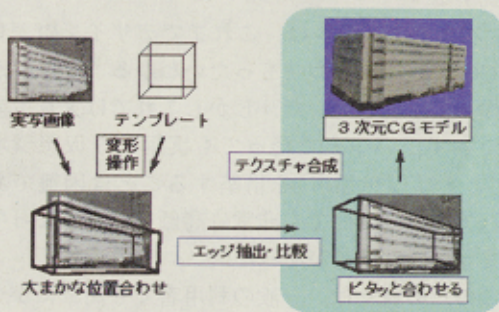 実写画像
テンプレート
変形
操作
3次元CGモデル
テクスチャ合成
エッジ抽出・比較
大まかな位置合わせ
ピタッと合わせる